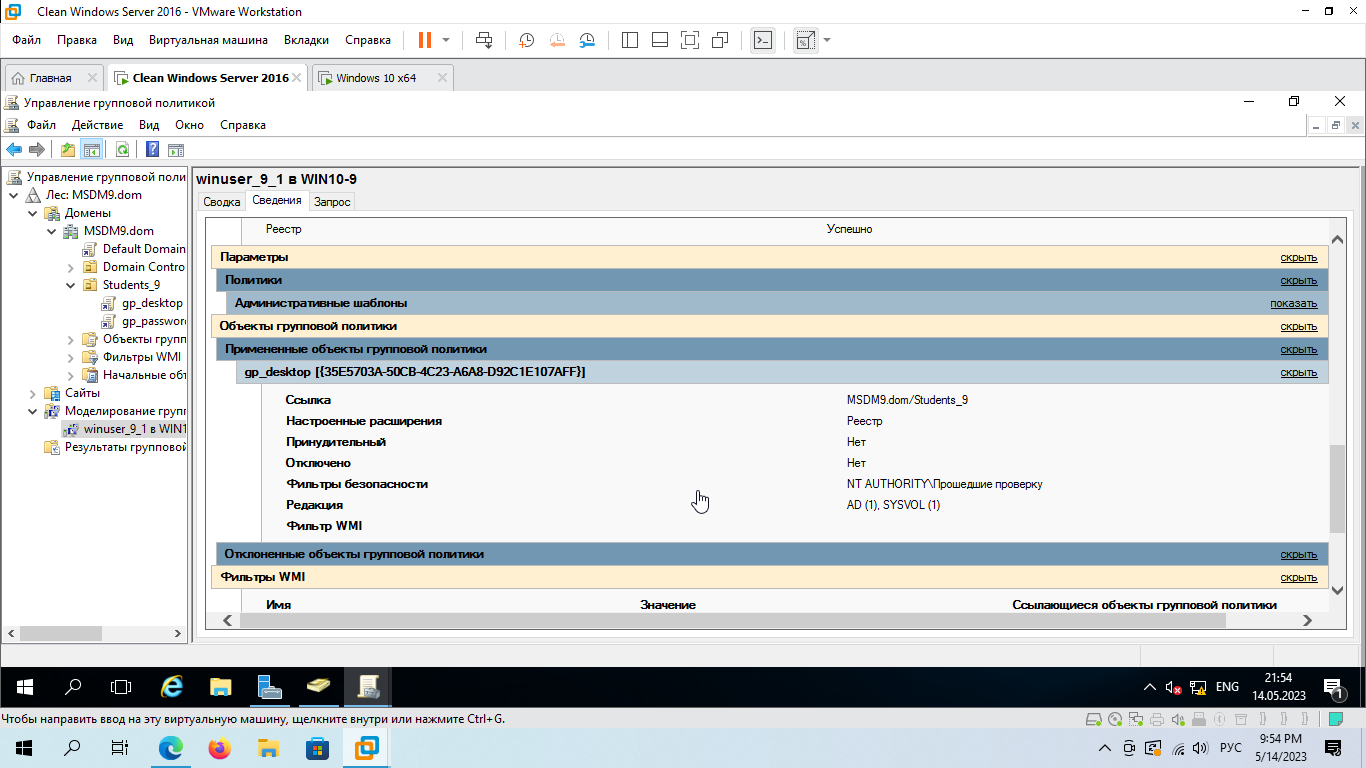 Clean Windows Server 2016 - VMware Workstation
Файл Правка Вид Виртуальная машина Вкладки Справка
Главная Clean Windows Server 2016 Windows 10 x64
Управление групповой политикой
Файл Действие Вид Окно Справка
Управление групповой поли
Лес: MSDM9.dom
Домены
MSDM9.dom
Default Domain
Domain Contro
Students_9
gp_desktop
gp_password
Объекты групп
Фильтры WMI
Начальные об
Сайты
Моделирование групп
winuser_9_1 в WIN1
Результаты групповой
winuser_9_1 в WIN10-9
Сводка Сведения Запрос
Реестр Успешно
Параметры скрыть
Политики скрыть
Административные шаблоны показать
Объекты групповой политики скрыть
Примененные объекты групповой политики скрыть
gp_desktop [{35E5703A-50CB-4C23-A6A8-D92C1E107AFF}] скрыть
Ссылка MSDM9.dom/Students_9
Настроенные расширения Реестр
Принудительный Нет
Отключено Нет
Фильтры безопасности NT AUTHORITY\Прошедшие проверку
Редакция AD (1), SYSVOL (1)
Фильтр WMI
Отклоненные объекты групповой политики скрыть
Фильтры WMI скрыть
Имя Значение Ссылающиеся объекты групповой политики
ENG 21:54
14.05.2023
1
Чтобы направить ввод на эту виртуальную машину, щелкните внутри или нажмите Ctrl+G.
РУС 9:54 PM
5/14/2023